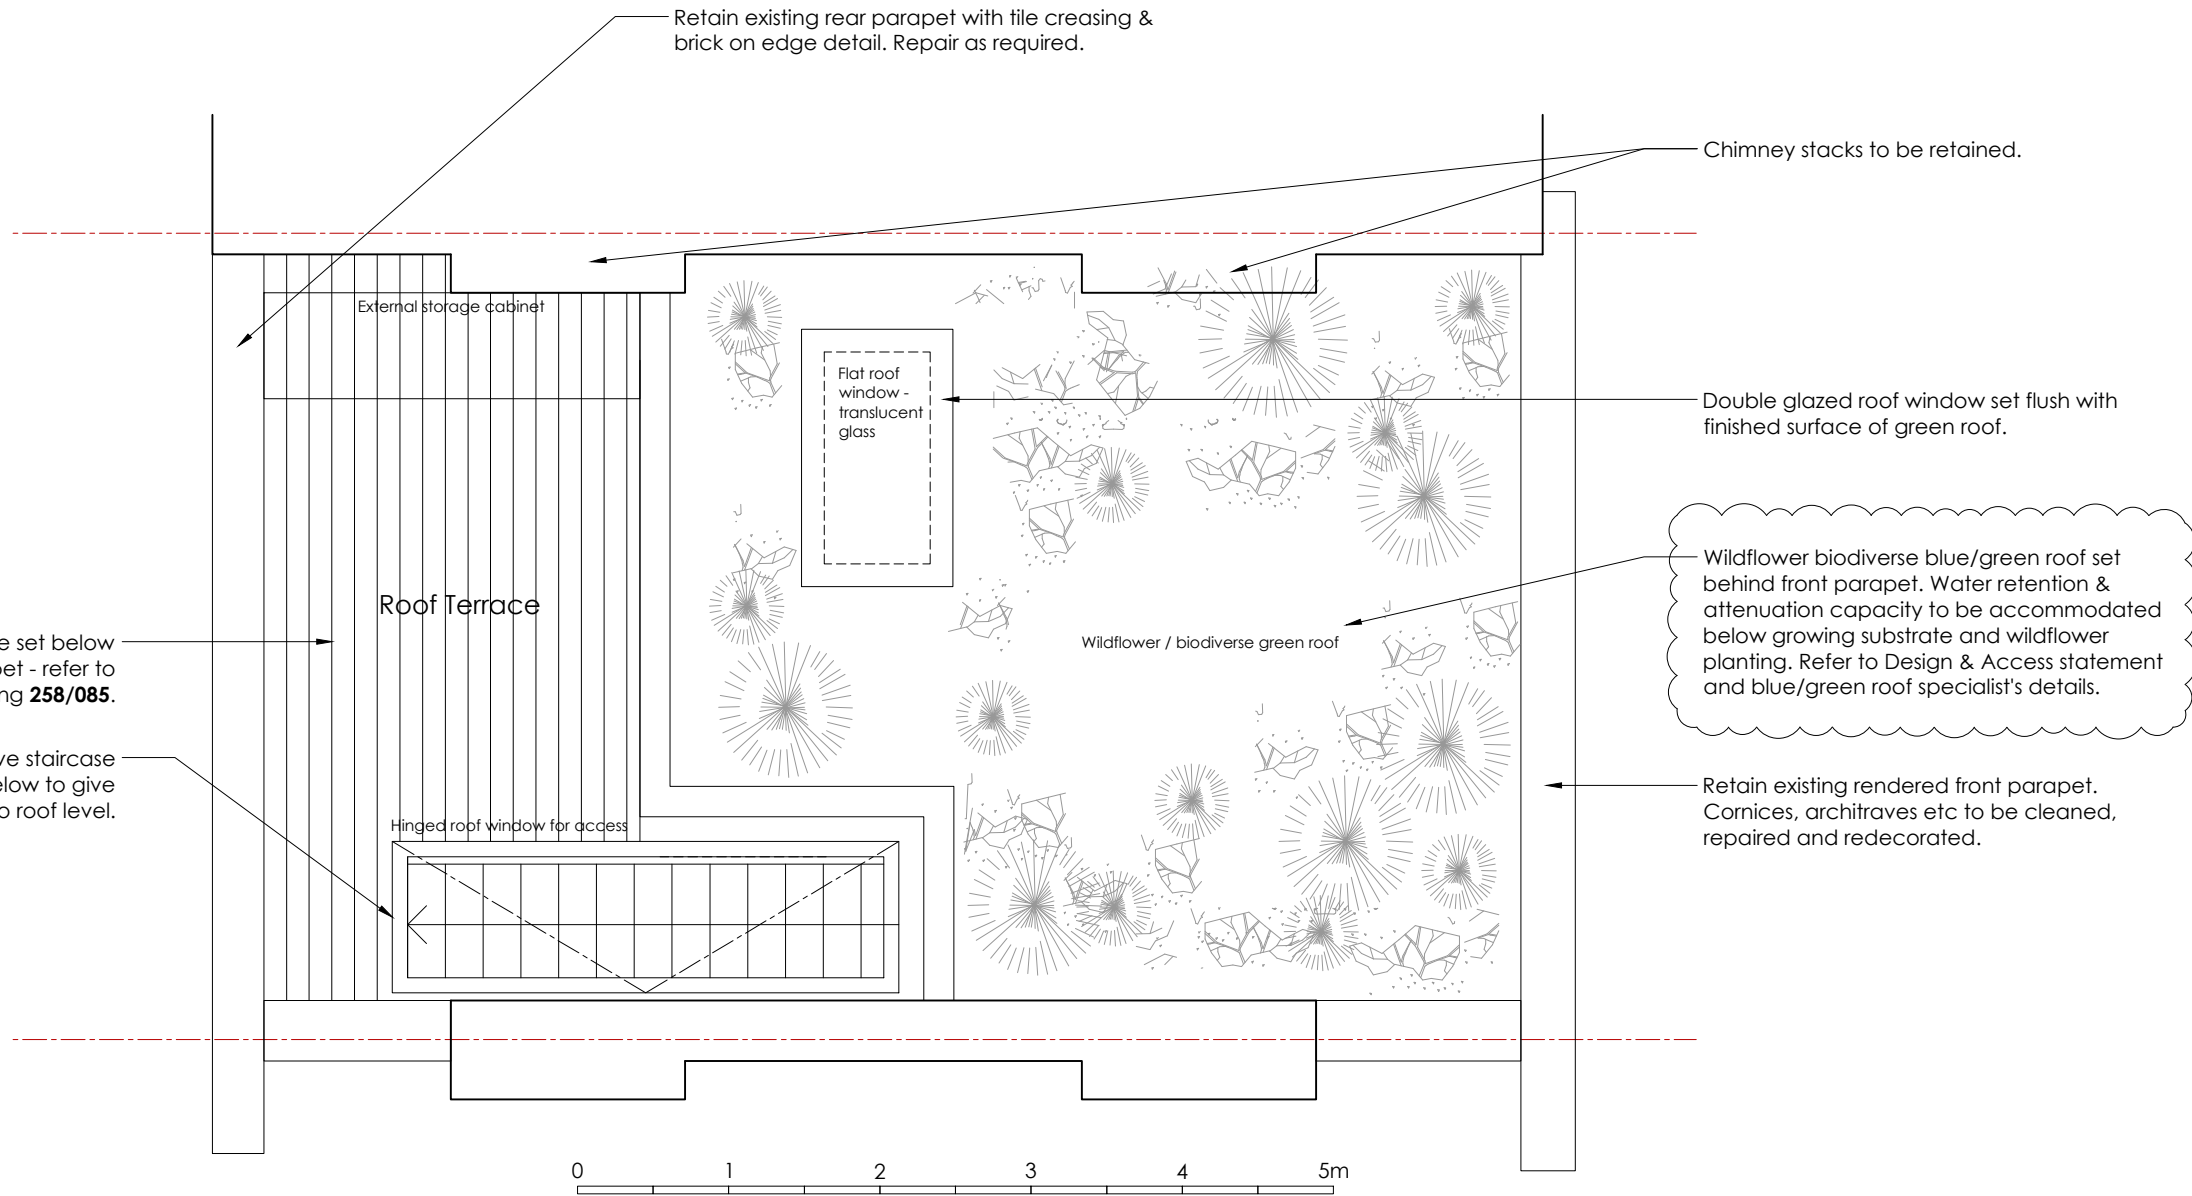 Retain existing rear parapet with tile creasing &
brick on edge detail. Repair as required.
Chimney stacks to be retained.
External storage cabinet
Flat roof
window -
translucent
glass
Double glazed roof window set flush with
finished surface of green roof.
Wildflower biodiverse blue/green roof set
behind front parapet. Water retention &
attenuation capacity to be accommodated
below growing substrate and wildflower
planting. Refer to Design & Access statement
and blue/green roof specialist's details.
Roof Terrace
Wildflower / biodiverse green roof
set below
- refer to
258/085.
staircase
to give
roof level.
Retain existing rendered front parapet.
Cornices, architraves etc to be cleaned,
repaired and redecorated.
Hinged roof window for access
0 1 2 3 4 5m